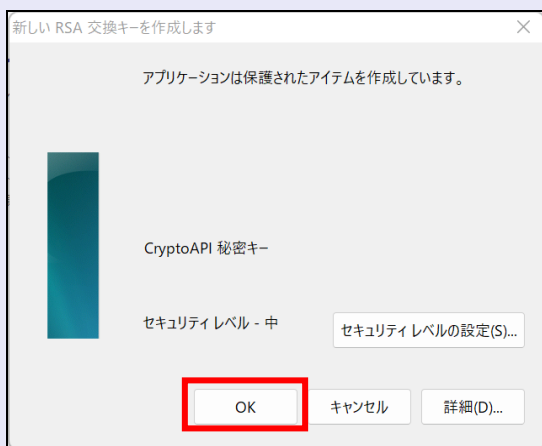 新しい RSA 交換キーを作成します
アプリケーションは保護されたアイテムを作成しています。
CryptoAPI 秘密キー
セキュリティ レベル - 中
セキュリティ レベルの設定(S)...
OK
キャンセル
詳細(D)...